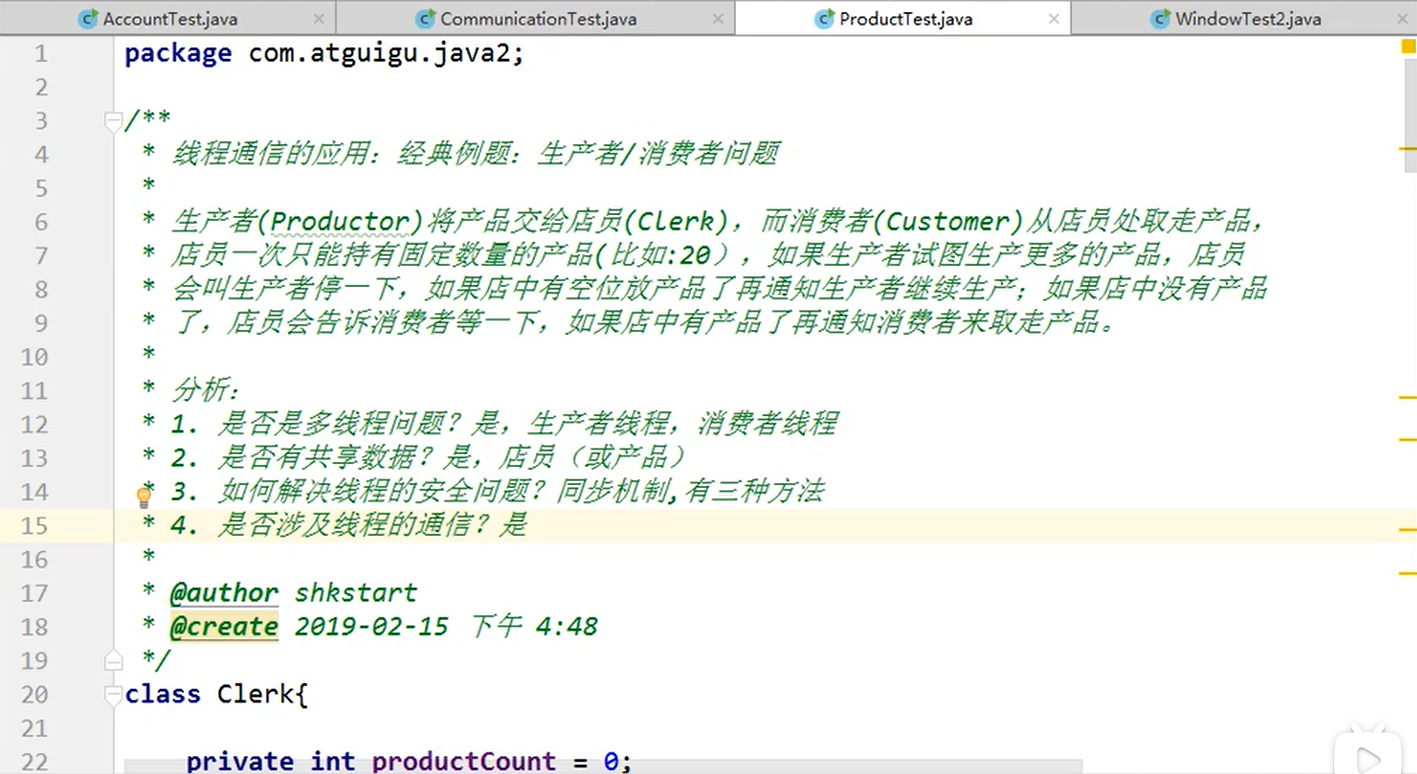 AccountTest.java CommunicationTest.java ProductTest.java WindowTest2.java
1 package com.atguigu.java2;
2
3 /**
4 * 线程通信的应用：经典例题：生产者/消费者问题
5 *
6 * 生产者(Productor)将产品交给店员(Clerk)，而消费者(Customer)从店员处取走产品，
7 * 店员一次只能持有固定数量的产品(比如:20），如果生产者试图生产更多的产品，店员
8 * 会叫生产者停一下，如果店中有空位放产品了再通知生产者继续生产；如果店中没有产品
9 * 了，店员会告诉消费者等一下，如果店中有产品了再通知消费者来取走产品。
10 *
11 * 分析：
12 * 1. 是否是多线程问题？是，生产者线程，消费者线程
13 * 2. 是否有共享数据？是，店员（或产品）
14 * 3. 如何解决线程的安全问题？同步机制,有三种方法
15 * 4. 是否涉及线程的通信？是
16 *
17 * @author shkstart
18 * @create 2019-02-15 下午 4:48
19 */
20 class Clerk{
21
22 private int productCount = 0;